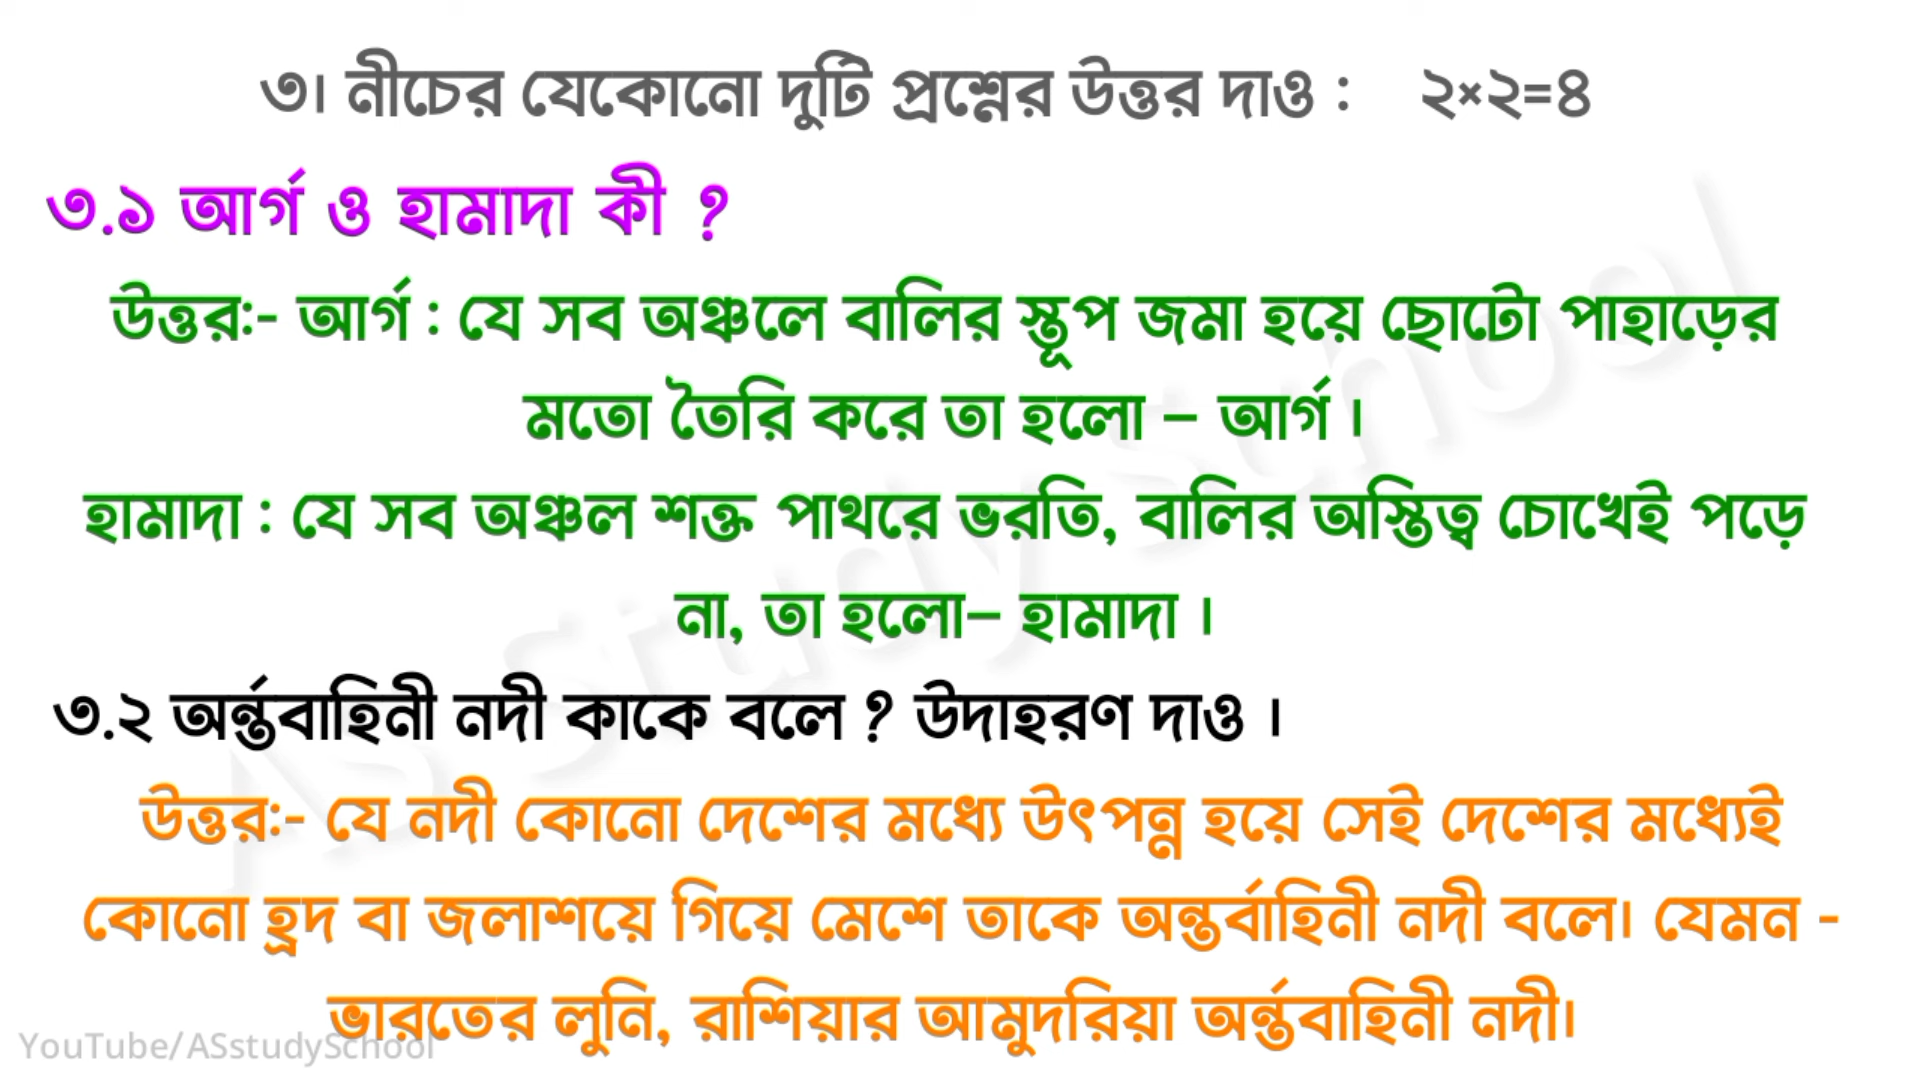 ৩। নীচের যেকোনো দুটি প্রশ্নের উত্তর দাও : ২×২=৪
৩.১ আর্গ ও হামাদা কী ?
উত্তর:- আর্গ : যে সব অঞ্চলে বালির স্তূপ জমা হয়ে ছোটো পাহাড়ের
মতো তৈরি করে তা হলো – আর্গ ।
হামাদা : যে সব অঞ্চল শক্ত পাথরে ভরতি, বালির অস্তিত্ব চোখেই পড়ে
না, তা হলো– হামাদা ।
৩.২ অর্ন্তবাহিনী নদী কাকে বলে ? উদাহরণ দাও ।
উত্তর:- যে নদী কোনো দেশের মধ্যে উৎপন্ন হয়ে সেই দেশের মধ্যেই
কোনো হ্রদ বা জলাশয়ে গিয়ে মেশে তাকে অন্তর্বাহিনী নদী বলে। যেমন -
ভারতের লুনি, রাশিয়ার আমুদরিয়া অর্ন্তবাহিনী নদী।
YouTube/ASstudySchool
As Study School